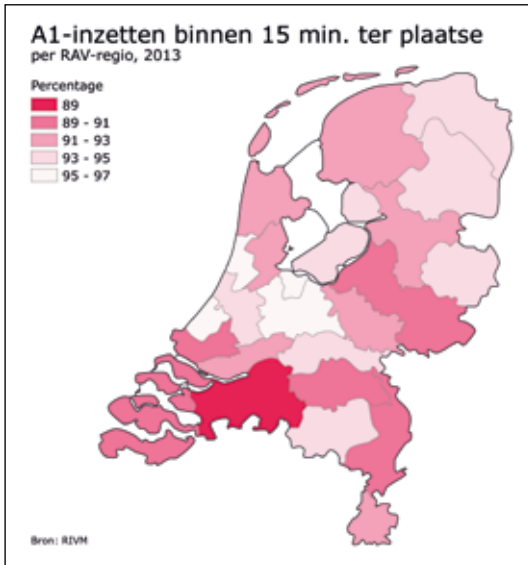 A1-inzetten binnen 15 min. ter plaatse
per RAV-regio, 2013
Percentage
89
89 - 91
91 - 93
93 - 95
95 - 97
Bron: RIVM